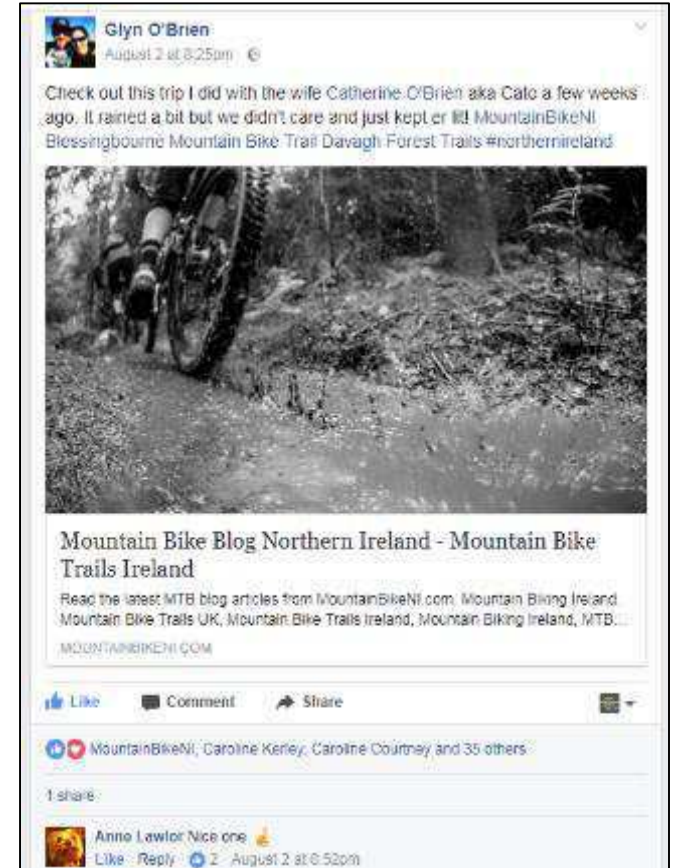 Glyn O'Brien
August 2 at 8:25pm
Check out this trip I did with the wife Catherine O'Brien aka Cato a few weeks
ago. It rained a bit but we didn't care and just kept er lit! MountainBikeNI
Blessingbourne Mountain Bike Trail Davagh Forest Trails #northernireland
Mountain Bike Blog Northern Ireland - Mountain Bike
Trails Ireland
Read the latest MTB blog articles from MountainBikeNI.com. Mountain Biking Ireland
Mountain Bike Trails UK, Mountain Bike Trails Ireland, Mountain Biking Ireland, MTB...
MOUNTAINBIKENI.COM
Like Comment Share
MountainBikeNI, Caroline Kerley, Caroline Courtney and 35 others
1 share
Anne Lawlor Nice one ☝
Like Reply 2 August 2 at 8:52pm